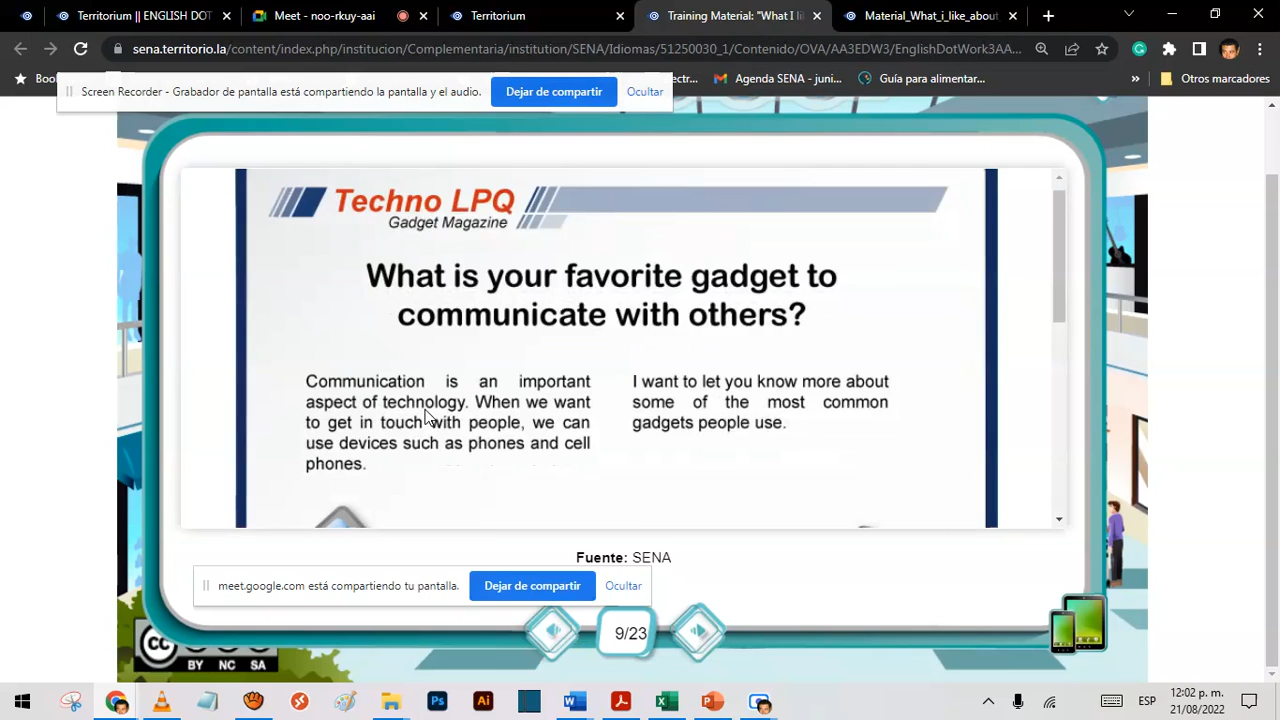 Territorium || ENGLISH DOT
Meet - noo-rkuy-aai
Territorium
Training Material: "What I li
Material_What_i_like_about
sena.territorio.la/content/index.php/institucion/Complementaria/institution/SENA/Idiomas/51250030_1/Contenido/OVA/AA3EDW3/EnglishDotWork3AA...
Agenda SENA - juni...
Guía para alimentar...
»
Otros marcadores
Screen Recorder - Grabador de pantalla está compartiendo la pantalla y el audio.
Dejar de compartir
Ocultar
Techno LPQ
Gadget Magazine
What is your favorite gadget to
communicate with others?
Communication is an important
aspect of technology. When we want
to get in touch with people, we can
use devices such as phones and cell
phones.
I want to let you know more about
some of the most common
gadgets people use.
Fuente: SENA
meet.google.com está compartiendo tu pantalla.
Dejar de compartir
Ocultar
9/23
CC
BY NC SA
Ps
Ai
ESP
12:02 p. m.
21/08/2022